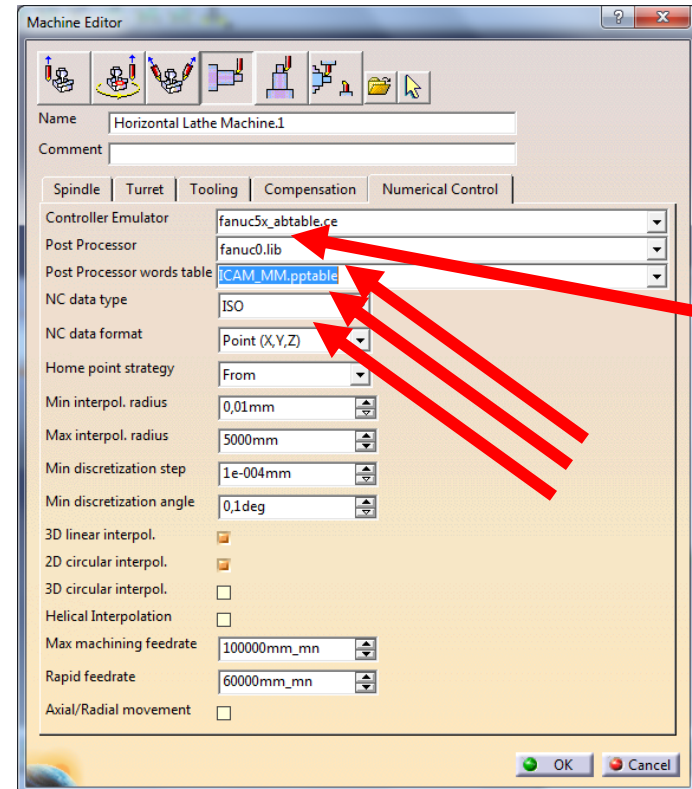 Machine Editor
Name Horizontal Lathe Machine.1
Comment
Spindle Turret Tooling Compensation Numerical Control
Controller Emulator fanuc5x_abtable.ce
Post Processor fanuc0.lib
Post Processor words table ICAM_MM.pptable
NC data type ISO
NC data format Point (X,Y,Z)
Home point strategy From
Min interpol. radius 0,01mm
Max interpol. radius 5000mm
Min discretization step 1e-004mm
Min discretization angle 0,1deg
3D linear interpol.
2D circular interpol.
3D circular interpol.
Helical Interpolation
Max machining feedrate 100000mm_mn
Rapid feedrate 60000mm_mn
Axial/Radial movement
OK Cancel